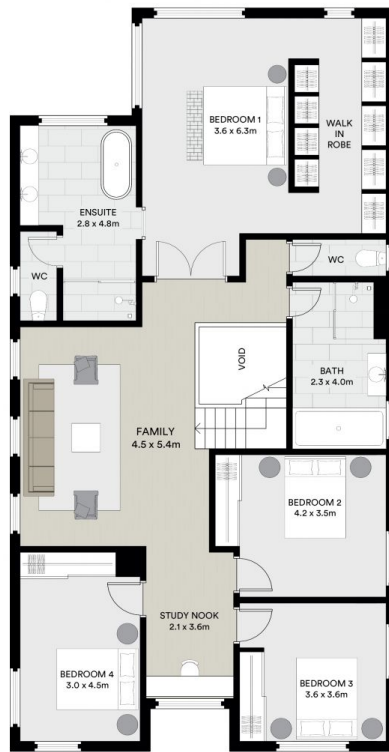 BEDROOM 1
3.6 x 6.3m
WALK
IN
ROBE
ENSUITE
2.8 x 4.8m
WC
WC
VOID
BATH
2.3 x 4.0m
FAMILY
4.5 x 5.4m
BEDROOM 2
4.2 x 3.5m
STUDY NOOK
2.1 x 3.6m
BEDROOM 4
3.0 x 4.5m
BEDROOM 3
3.6 x 3.6m